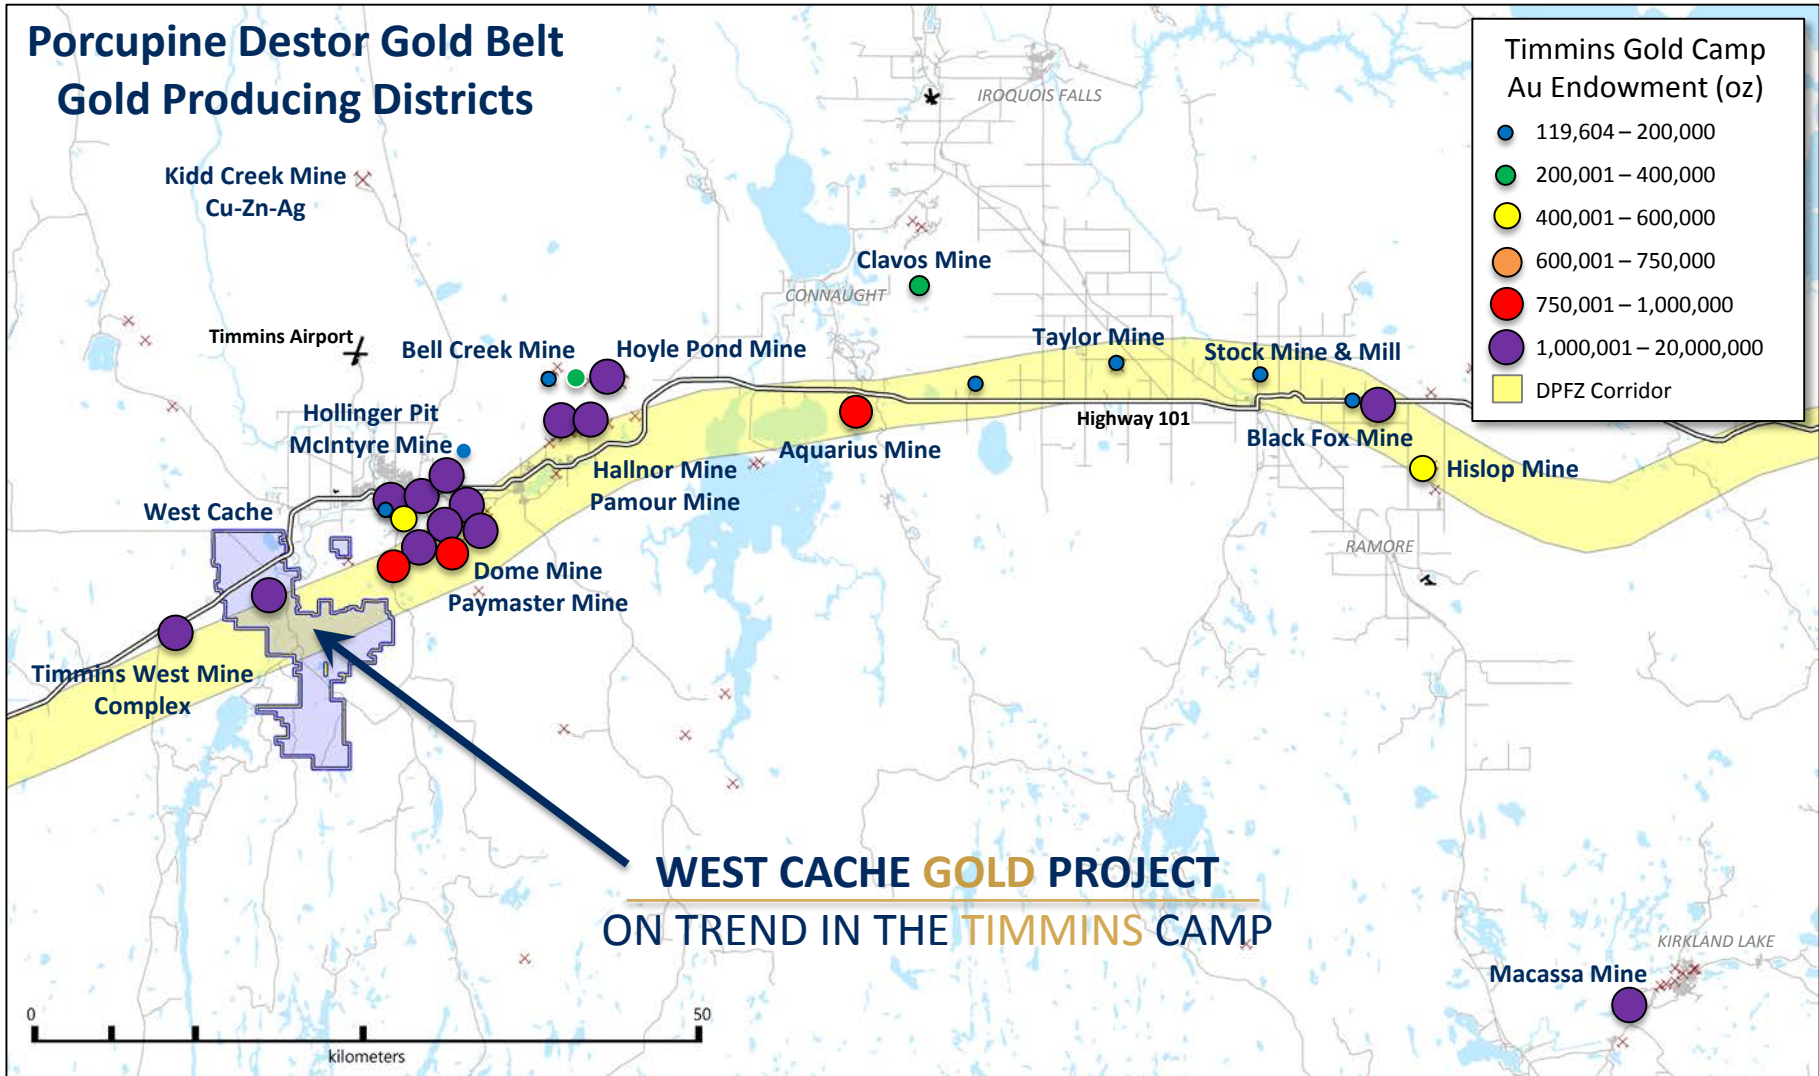 Porcupine Destor Gold Belt
Gold Producing Districts
Timmins Gold Camp
Au Endowment (oz)
119,604 – 200,000
200,001 – 400,000
400,001 – 600,000
600,001 – 750,000
750,001 – 1,000,000
1,000,001 – 20,000,000
DPFZ Corridor
IROQUOIS FALLS
Kidd Creek Mine
Cu-Zn-Ag
Clavos Mine
CONNAUGHT
Timmins Airport
Bell Creek Mine
Hoyle Pond Mine
Taylor Mine
Stock Mine & Mill
Hollinger Pit
McIntyre Mine
Highway 101
Aquarius Mine
Black Fox Mine
Hallnor Mine
Pamour Mine
Hislop Mine
West Cache
RAMORE
Dome Mine
Paymaster Mine
Timmins West Mine
Complex
WEST CACHE GOLD PROJECT
ON TREND IN THE TIMMINS CAMP
KIRKLAND LAKE
Macassa Mine
0
50
kilometers